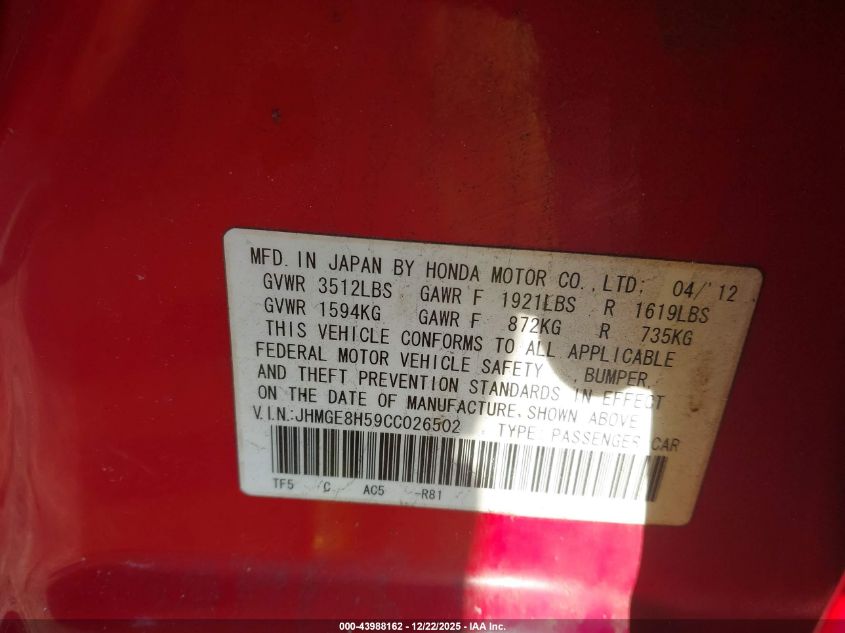 MFD. IN JAPAN BY HONDA MOTOR CO., LTD; 04/'12
GVWR 3512LBS GAWR F 1921LBS R 1619LBS
GVWR 1594KG GAWR F 872KG R 735KG
THIS VEHICLE CONFORMS TO ALL APPLICABLE
FEDERAL MOTOR VEHICLE SAFETY , BUMPER,
AND THEFT PREVENTION STANDARDS IN EFFECT
ON THE DATE OF MANUFACTURE, SHOWN ABOVE
V.I.N.:JHMGE8H59CC026502 , TYPE: PASSENGER CAR
TF5 C AC5 -R81
000-43988162 - 12/22/2025 - IAA Inc.